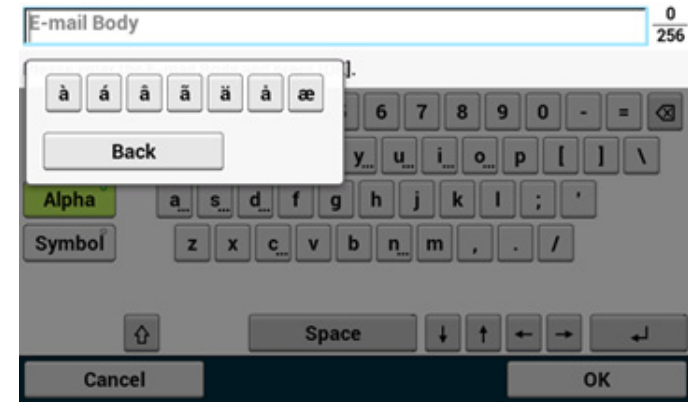 E-mail Body
0
256
].
à á â ã ä å æ
6 7 8 9 0 - =
Back
y... u... i... o... p [ ] \
Alpha a... s... d... f g h j k l ; '
Symbol z x c... v b n... m , . /
Space ↓ ↑ ← → ↵
Cancel OK